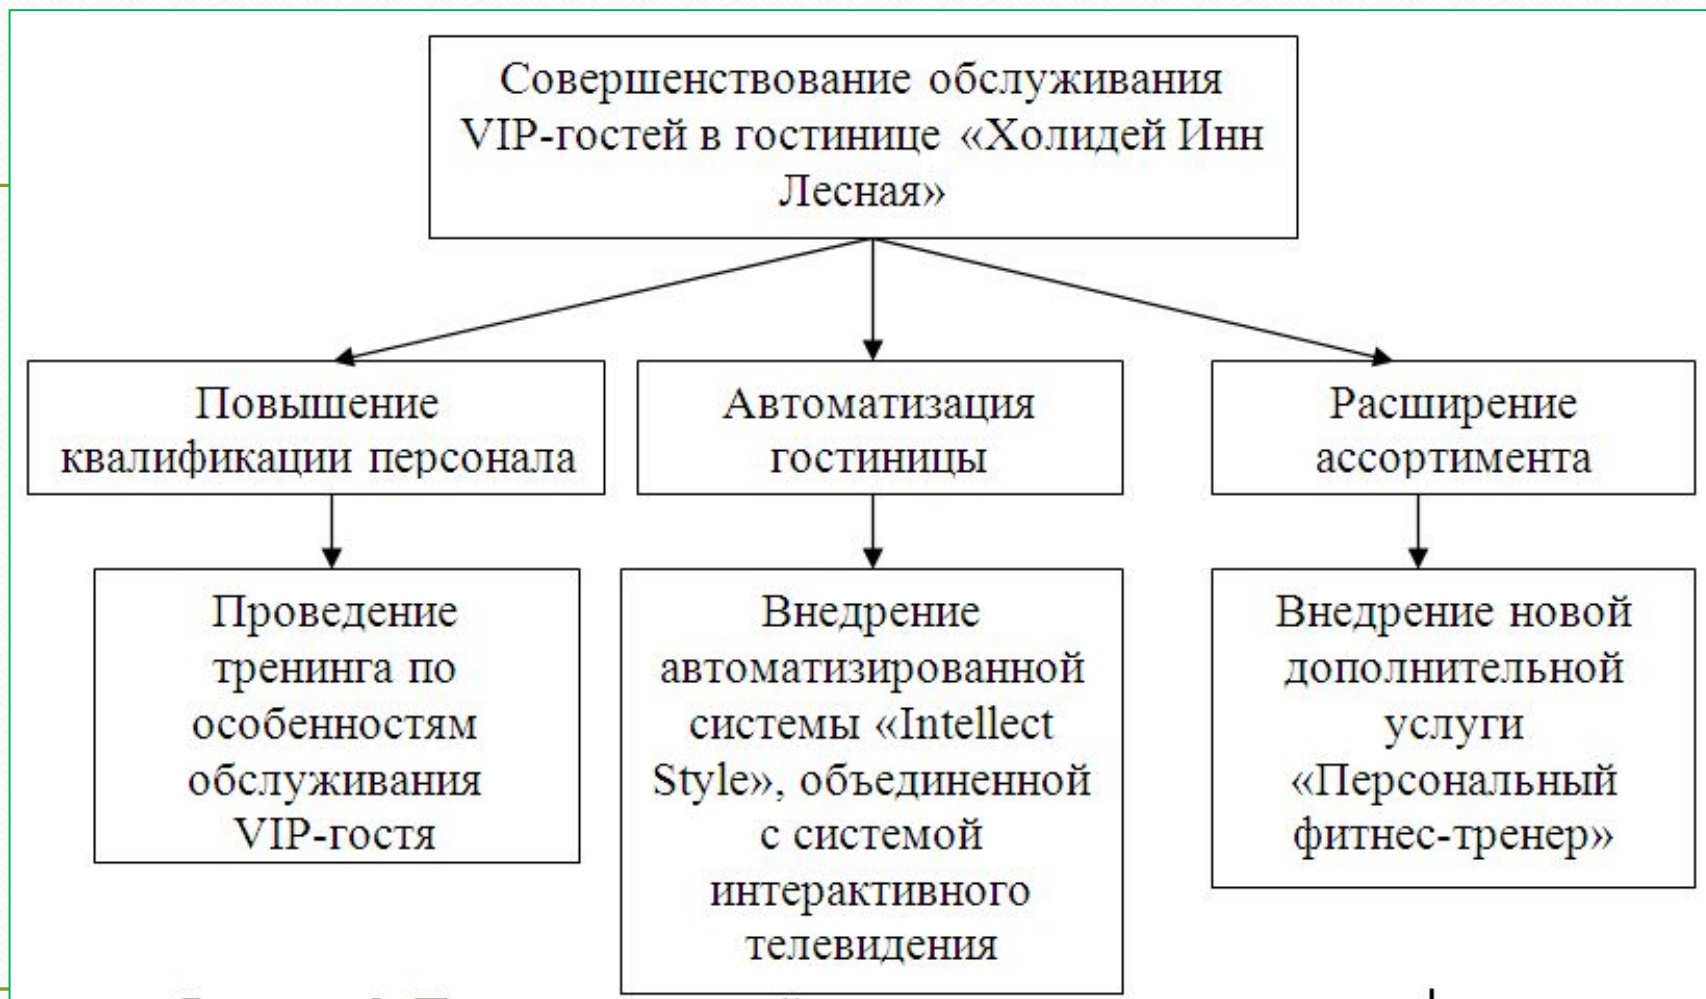 Совершенствование обслуживания
VIP-гостей в гостинице «Холидей Инн
Лесная»
Повышение
квалификации персонала
Автоматизация
гостиницы
Расширение
ассортимента
Проведение
тренинга по
особенностям
обслуживания
VIP-гостя
Внедрение
автоматизированной
системы «Intellect
Style», объединенной
с системой
интерактивного
телевидения
Внедрение новой
дополнительной
услуги
«Персональный
фитнес-тренер»